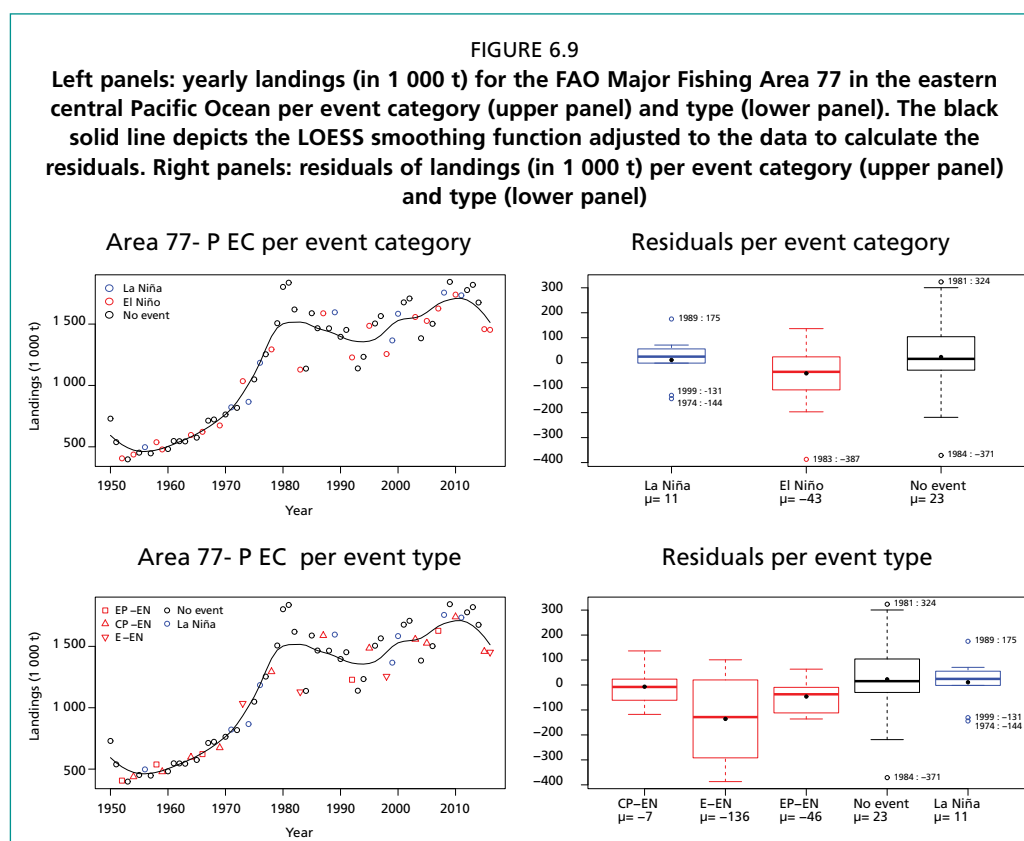 FIGURE 6.9
Left panels: yearly landings (in 1 000 t) for the FAO Major Fishing Area 77 in the eastern
central Pacific Ocean per event category (upper panel) and type (lower panel). The black
solid line depicts the LOESS smoothing function adjusted to the data to calculate the
residuals. Right panels: residuals of landings (in 1 000 t) per event category (upper panel)
and type (lower panel)
Area 77- P EC per event category
La Niña
El Niño
No event
Landings (1 000 t)
1 500
1 000
500
1950 1960 1970 1980 1990 2000 2010
Year
Residuals per event category
300
200
100
0
−100
−200
−300
−400
1989 : 175
1999 : −131
1974 : −144
1983 : −387
1981 : 324
1984 : −371
La Niña El Niño No event
μ= 11 μ= −43 μ= 23
Area 77- P EC per event type
EP −EN No event
CP −EN La Niña
E −EN
Landings (1 000 t)
1 500
1 000
500
1950 1960 1970 1980 1990 2000 2010
Year
Residuals per event type
300
200
100
0
−100
−200
−300
−400
1981 : 324
1984 : −371
1989 : 175
1999 : −131
1974 : −144
CP−EN E−EN EP−EN No event La Niña
μ= −7 μ= −136 μ= −46 μ= 23 μ= 11